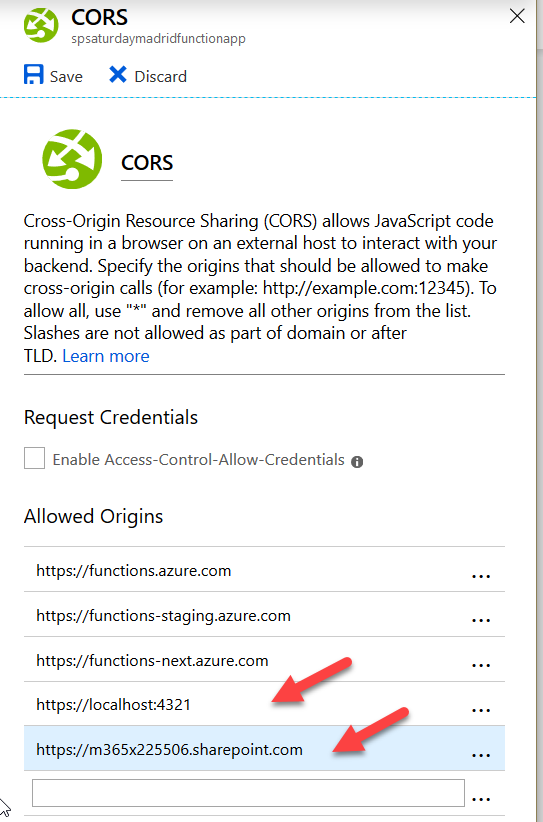 CORS
spsaturdaymadridfunctionapp
Save Discard
CORS
Cross-Origin Resource Sharing (CORS) allows JavaScript code
running in a browser on an external host to interact with your
backend. Specify the origins that should be allowed to make
cross-origin calls (for example: http://example.com:12345). To
allow all, use "*" and remove all other origins from the list.
Slashes are not allowed as part of domain or after
TLD. Learn more
Request Credentials
Enable Access-Control-Allow-Credentials
Allowed Origins
https://functions.azure.com ...
https://functions-staging.azure.com ...
https://functions-next.azure.com ...
https://localhost:4321 ...
https://m365x225506.sharepoint.com ...
...